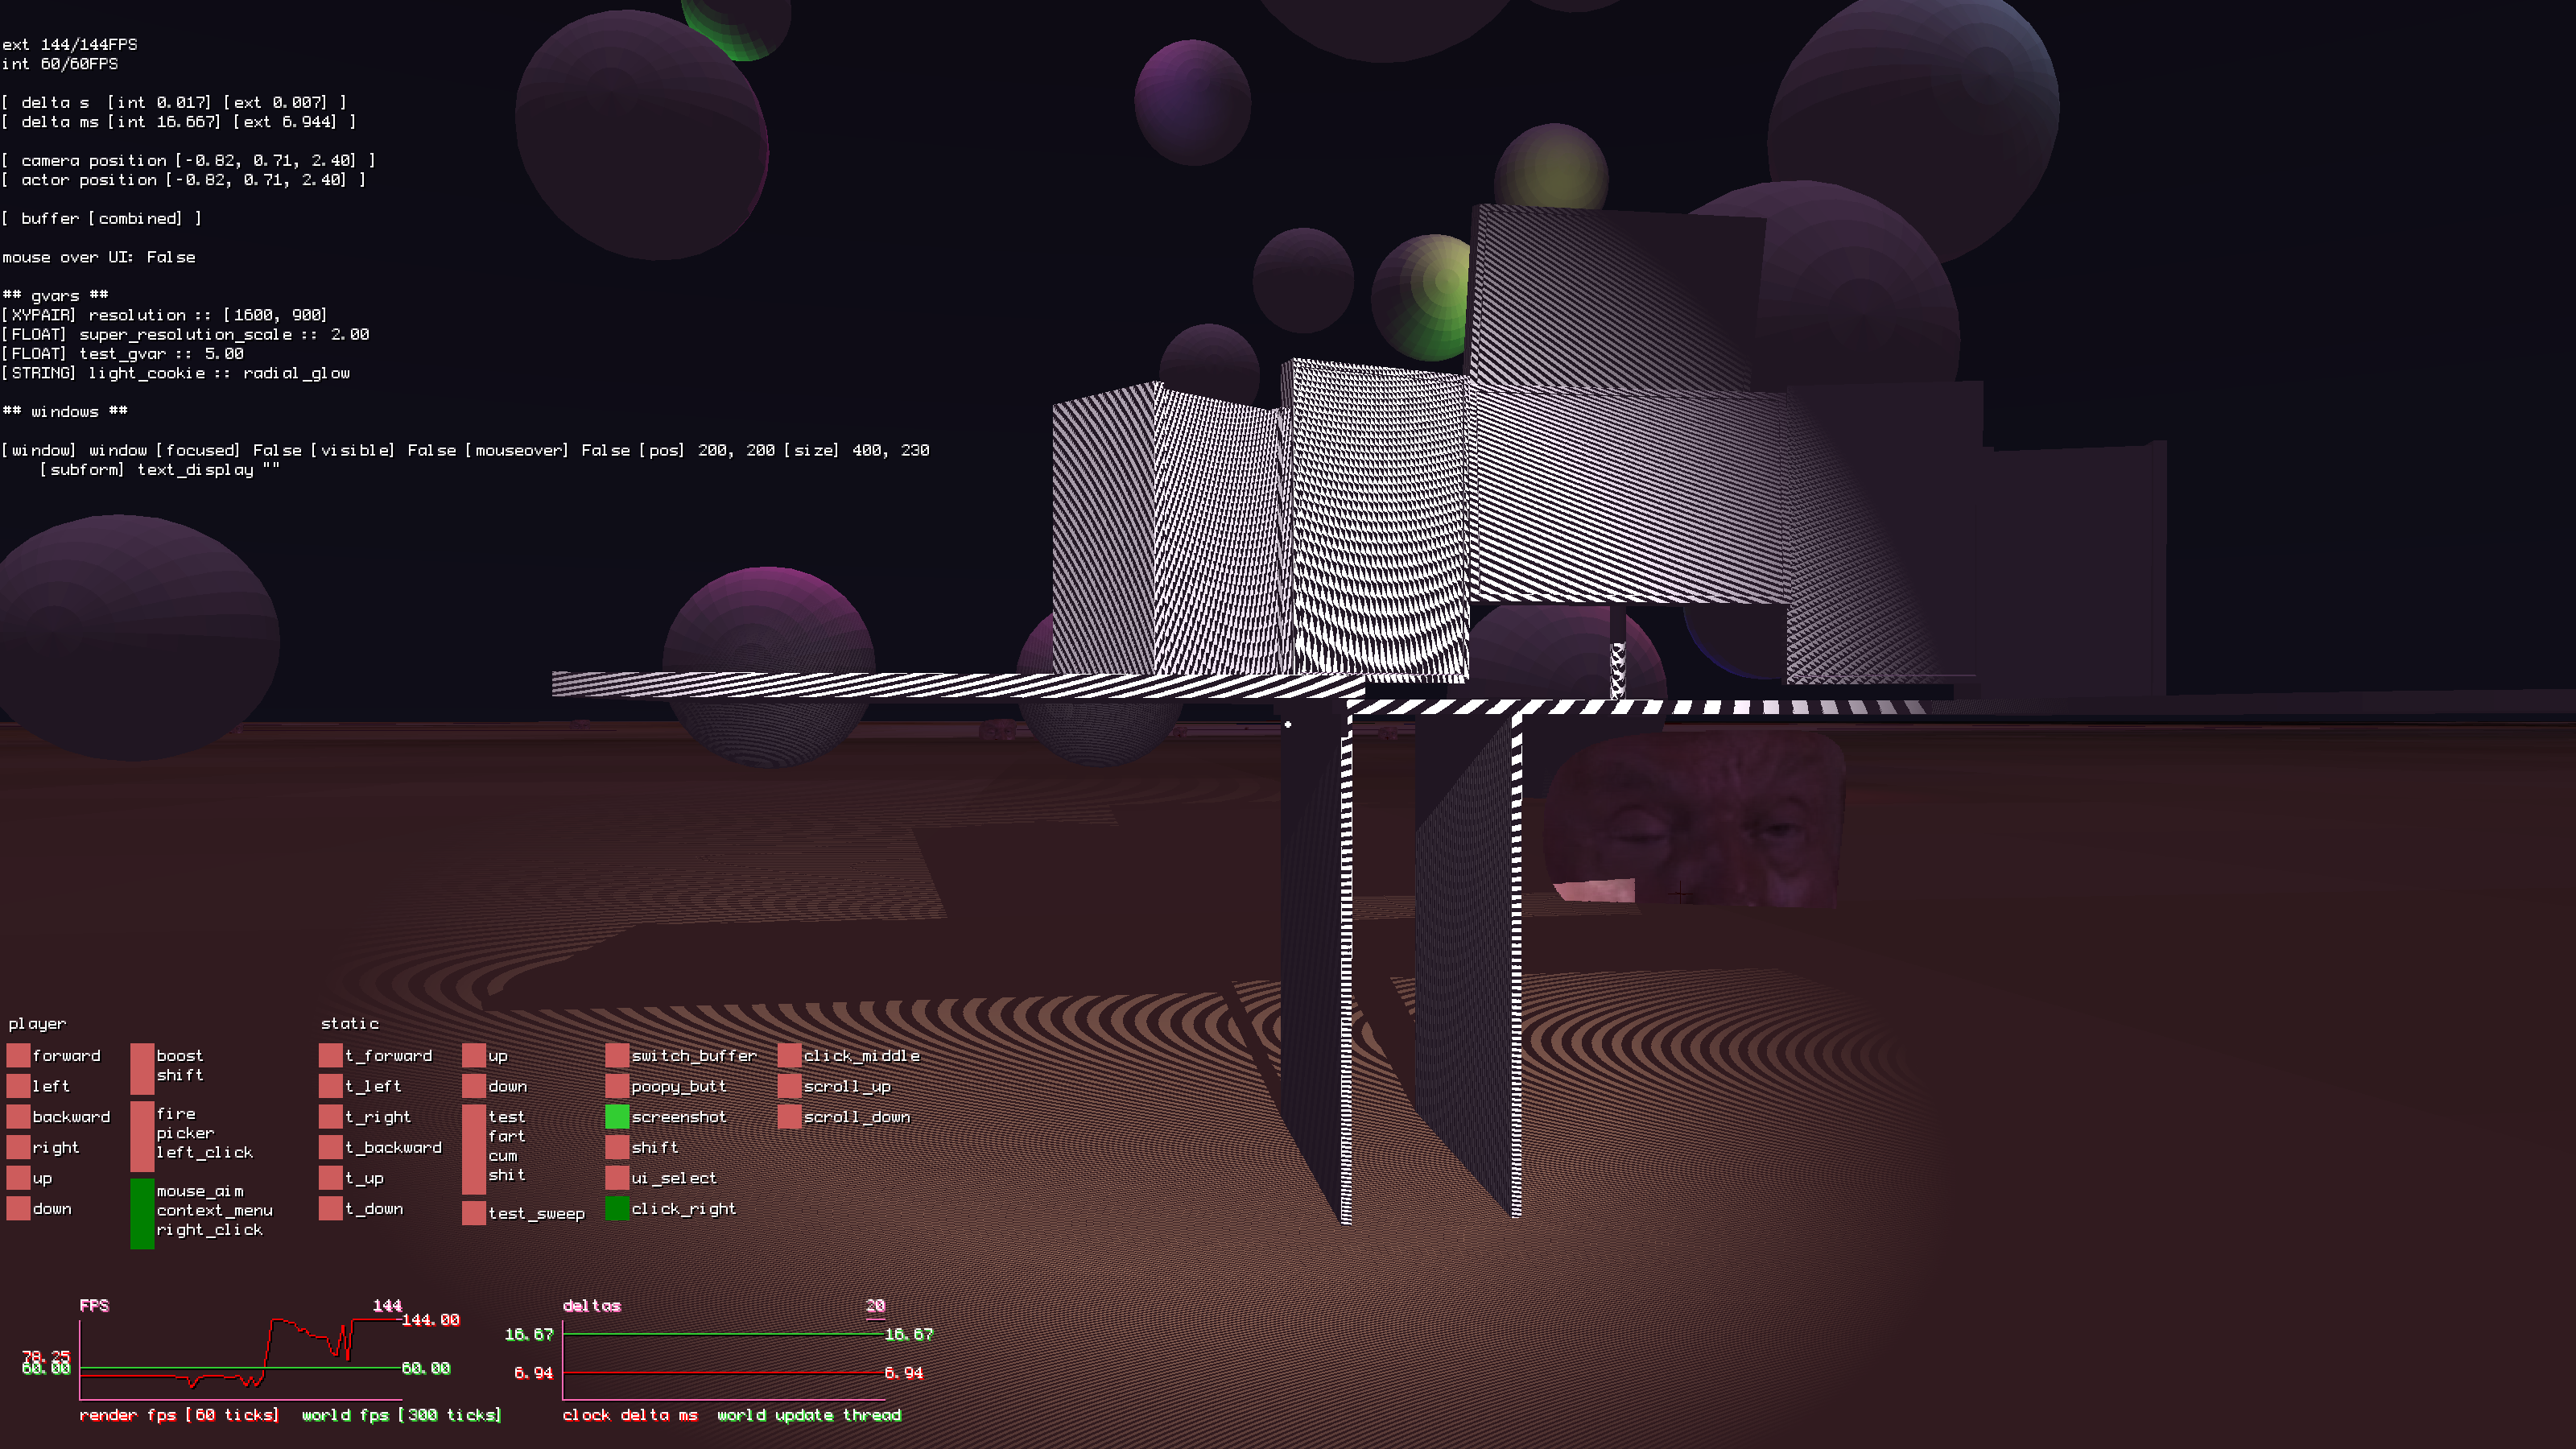 ext 144/144FPS
int 60/60FPS
[ delta s  [int 0.017] [ext 0.007] ]
[ delta ms [int 16.667] [ext 6.944] ]
[ camera position [-0.82, 0.71, 2.40] ]
[ actor position [-0.82, 0.71, 2.40] ]
[ buffer [combined] ]
mouse over UI: False
## gvars ##
[XYPAIR] resolution :: [1600, 900]
[FLOAT] super_resolution_scale :: 2.00
[FLOAT] test_gvar :: 5.00
[STRING] light_cookie :: radial_glow
## windows ##
[window] window [focused] False [visible] False [mouseover] False [pos] 200, 200 [size] 400, 230
[subform] text_display ""
player
forward
left
backward
right
up
down
boost
shift
fire
picker
left_click
mouse_aim
context_menu
right_click
static
t_forward
t_left
t_right
t_backward
t_up
t_down
up
down
test
fart
cum
shit
test_sweep
switch_buffer
poopy_butt
screenshot
shift
ui_select
click_right
click_middle
scroll_up
scroll_down
FPS
144
144.00
78.25
60.00
60.00
render fps [60 ticks]
world fps [300 ticks]
deltas
20
16.67
16.67
6.94
6.94
clock delta ms
world update thread